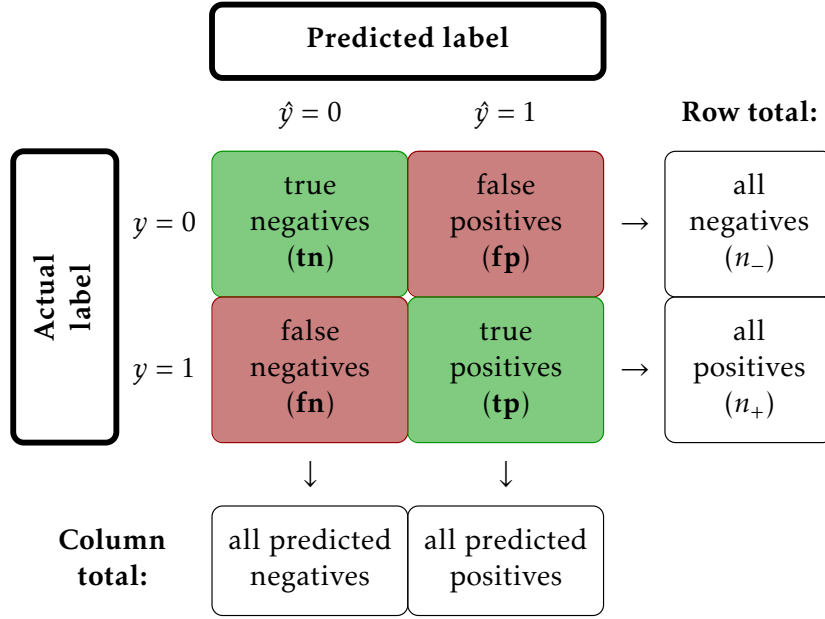 Predicted label
ŷ = 0
ŷ = 1
Row total:
Actual
label
y = 0
true
negatives
(tn)
false
positives
(fp)
→
all
negatives
(n−)
y = 1
false
negatives
(fn)
true
positives
(tp)
→
all
positives
(n+)
↓
↓
Column
total:
all predicted
negatives
all predicted
positives